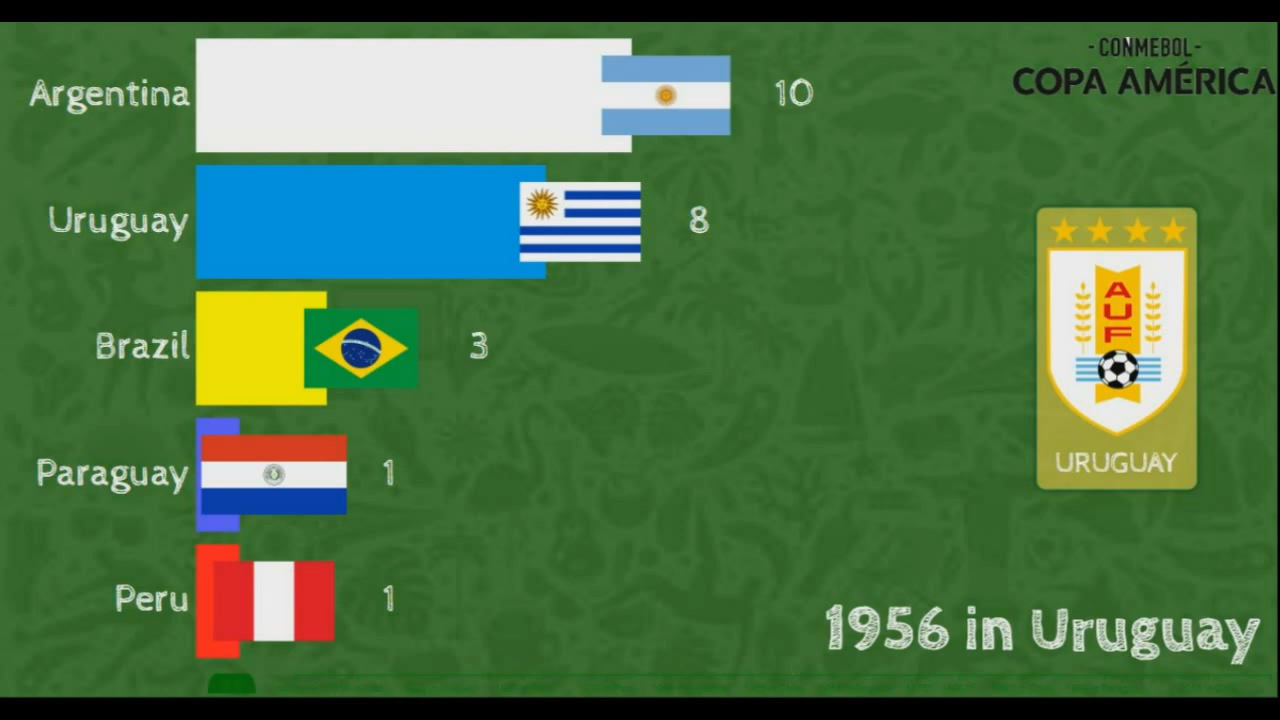 Argentina 10
- CONMEBOL -
COPA AMÉRICA
Uruguay 8
AUF
URUGUAY
Brazil 3
Paraguay 1
Peru 1
1956 in Uruguay